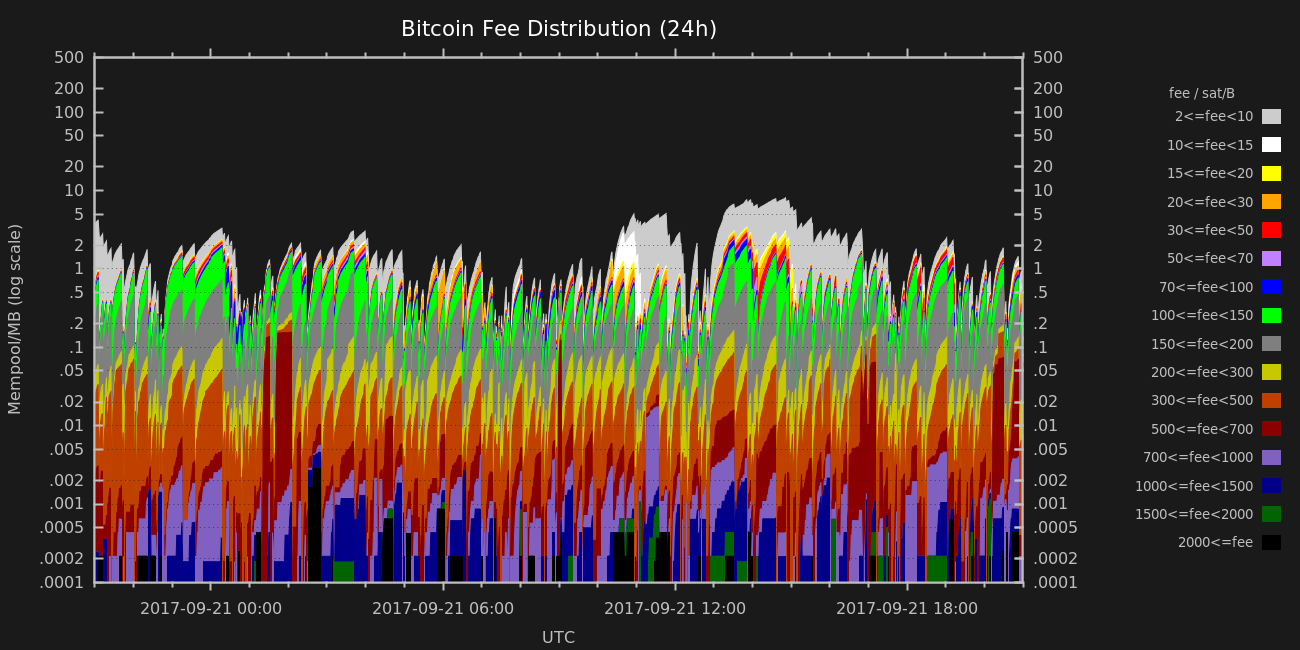 Bitcoin Fee Distribution (24h)
Mempool/MB (log scale)
500
200
100
50
20
10
5
2
1
.5
.2
.1
.05
.02
.01
.005
.002
.001
.0005
.0002
.0001
500
200
100
50
20
10
5
2
1
.5
.2
.1
.05
.02
.01
.005
.002
.001
.0005
.0002
.0001
2017-09-21 00:00
2017-09-21 06:00
2017-09-21 12:00
2017-09-21 18:00
UTC
fee / sat/B
2<=fee<10
10<=fee<15
15<=fee<20
20<=fee<30
30<=fee<50
50<=fee<70
70<=fee<100
100<=fee<150
150<=fee<200
200<=fee<300
300<=fee<500
500<=fee<700
700<=fee<1000
1000<=fee<1500
1500<=fee<2000
2000<=fee